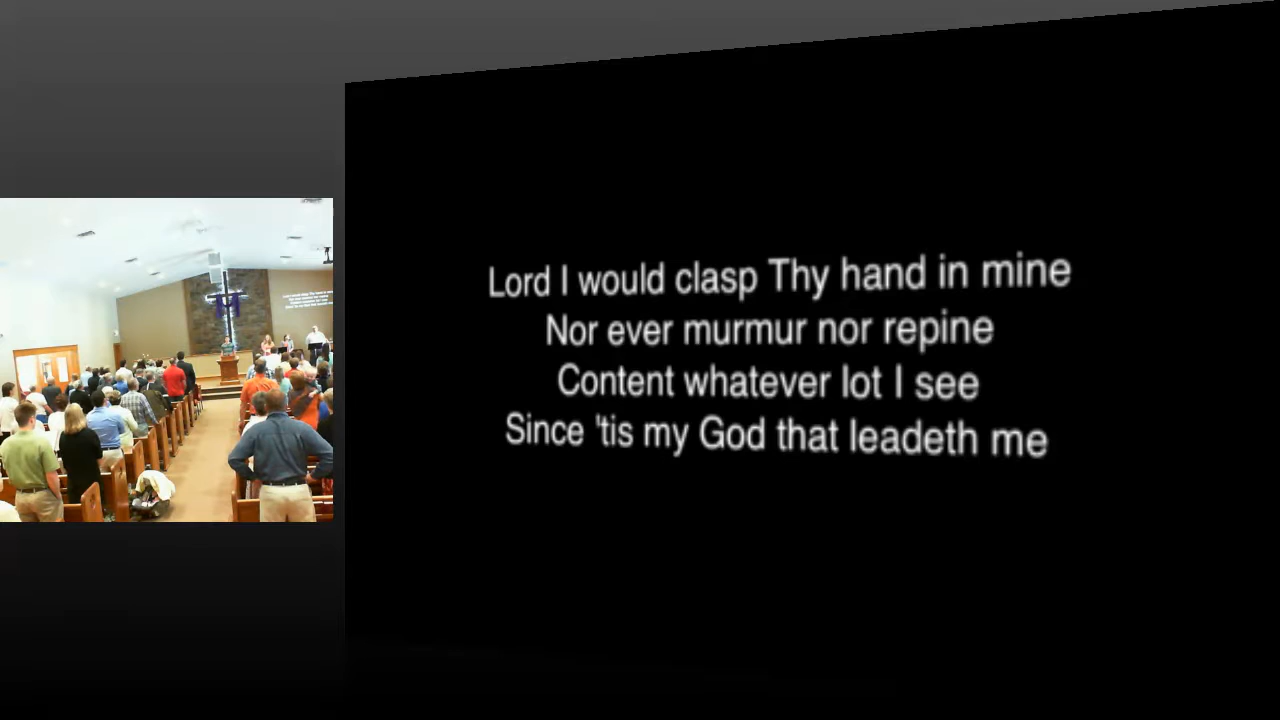 Lord I would clasp Thy hand in mine
Nor ever murmur nor repine
Content whatever lot I see
Since 'tis my God that leadeth me